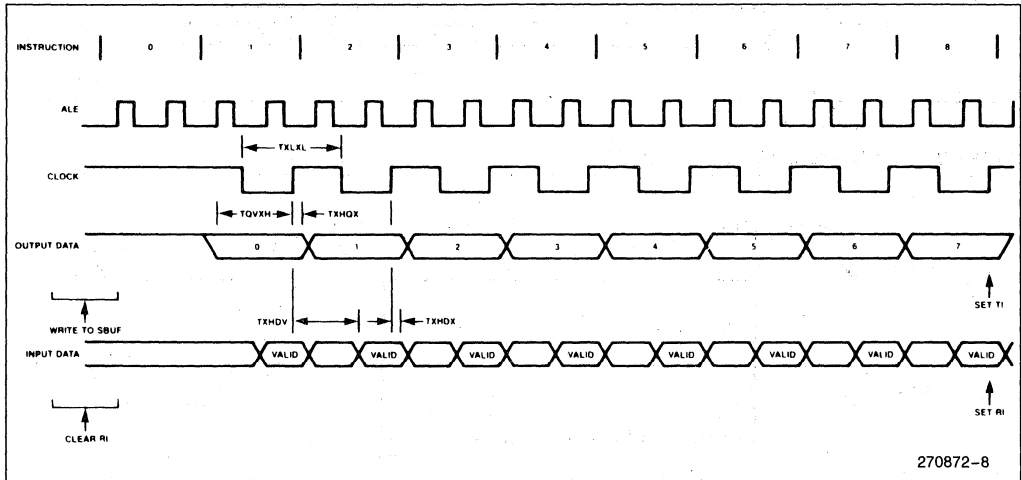 INSTRUCTION 0 1 2 3 4 5 6 7 8
ALE
TXLXL
CLOCK
TQVXH TXHQX
OUTPUT DATA 0 1 2 3 4 5 6 7
SET TI
TXHDV TXHDX
WRITE TO SBUF
INPUT DATA VALID VALID VALID VALID VALID VALID VALID VALID
SET RI
CLEAR RI
270872-8